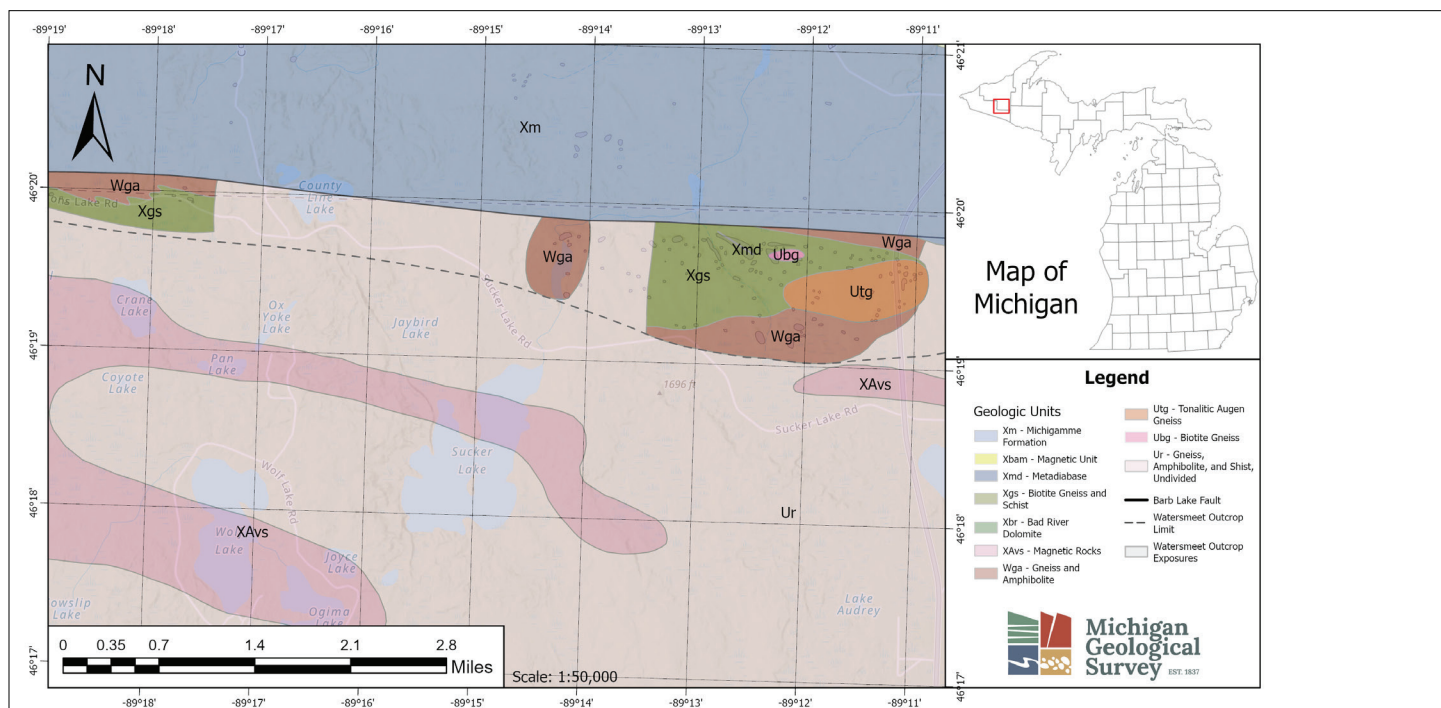 -89°19' -89°18' -89°17' -89°16' -89°15' -89°14' -89°13' -89°12' -89°11'
46°21'
N
Xm
46°20'
Wga
County
Line
Lake
46°20'
ons Lake Rd
Xgs
Wga
Xmd
Ubg
Wga
Xgs
Utg
Crane
Lake
Ox
Yoke
Lake
Jaybird
Lake
Sucker Lake Rd
Wga
46°19'
Pan
Lake
46°19'
Coyote
Lake
1696 ft
XAvs
Sucker Lake Rd
Sucker
Lake
Wolf Lake Rd
46°18'
Ur
46°18'
XAvs
Wolf
Lake
Joyce
Lake
owslip
Lake
Ogima
Lake
Lake
Audrey
46°17'
0 0.35 0.7 1.4 2.1 2.8
Miles
Scale: 1:50,000
46°17'
-89°18' -89°17' -89°16' -89°15' -89°14' -89°13' -89°12' -89°11'
Map of
Michigan
Legend
Geologic Units
Xm - Michigamme
Formation
Xbam - Magnetic Unit
Xmd - Metadiabase
Xgs - Biotite Gneiss and
Schist
Xbr - Bad River
Dolomite
XAvs - Magnetic Rocks
Wga - Gneiss and
Amphibolite
Utg - Tonalitic Augen
Gneiss
Ubg - Biotite Gneiss
Ur - Gneiss,
Amphibolite, and Shist,
Undivided
Barb Lake Fault
Watersmeet Outcrop
Limit
Watersmeet Outcrop
Exposures
Michigan
Geological
Survey EST. 1837